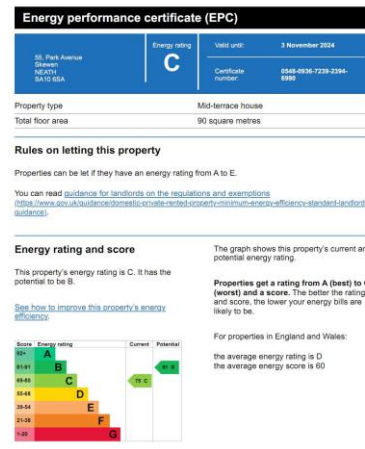 Energy performance certificate (EPC)
55, Park Avenue
Skewen
NEATH
SA10 6SA
Energy rating
C
Valid until:
3 November 2024
Certificate
number:
Property type
Mid-terrace house
Total floor area
90 square metres
Rules on letting this property
Properties can be let if they have an energy rating from A to E.
You can read guidance for landlords on the regulations and exemptions
(https://www.gov.uk/guidance/domestic-private-rented-property-minimum-energy-efficiency-standard-landlord
guidance).
Energy rating and score
This property's energy rating is C. It has the
potential to be B.
See how to improve this property's energy
efficiency.
The graph shows this property's current an
potential energy rating.
Properties get a rating from A (best) to
(worst) and a score. The better the rating
and score, the lower your energy bills are
likely to be.
For properties in England and Wales:
the average energy rating is D
the average energy score is 60
Score Energy rating Current Potential
92+ A
81-91 B
69-80 C
55-68 D
39-54 E
21-38 F
1-20 G
75 C